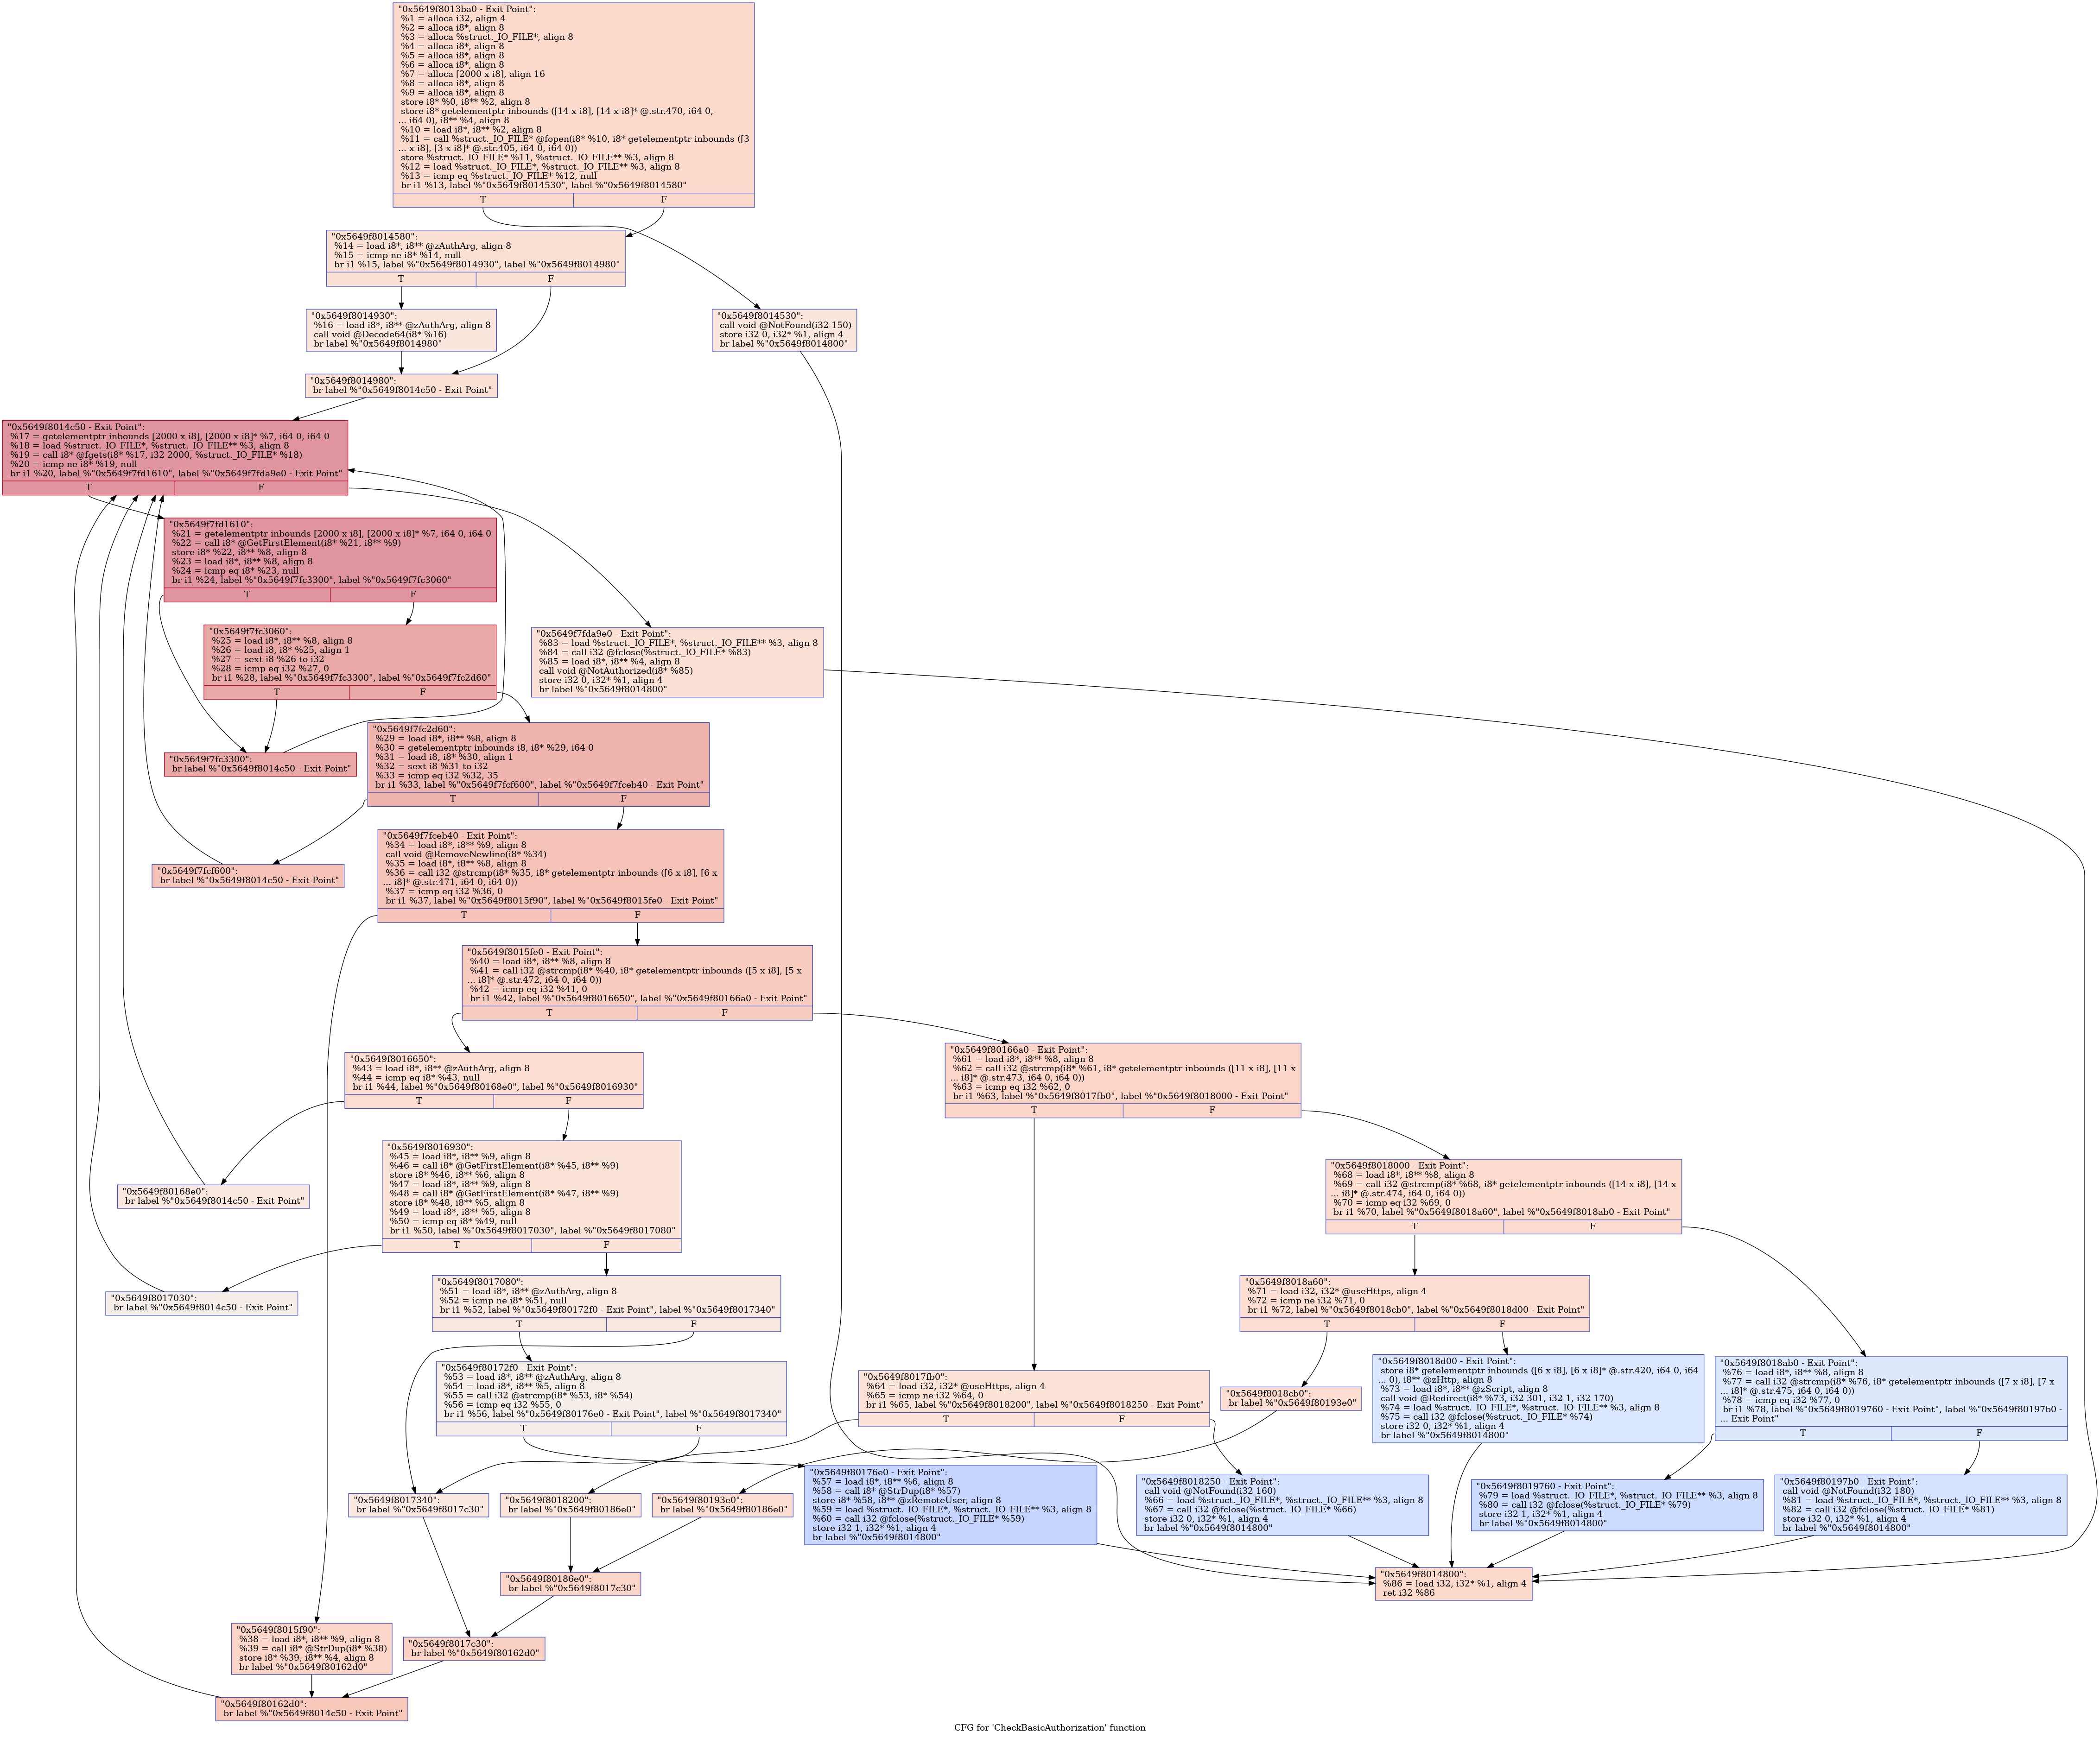 "0x5649f8013ba0 - Exit Point":
%1 = alloca i32, align 4
%2 = alloca i8*, align 8
%3 = alloca %struct._IO_FILE*, align 8
%4 = alloca i8*, align 8
%5 = alloca i8*, align 8
%6 = alloca i8*, align 8
%7 = alloca [2000 x i8], align 16
%8 = alloca i8*, align 8
%9 = alloca i8*, align 8
store i8* %0, i8** %2, align 8
store i8* getelementptr inbounds ([14 x i8], [14 x i8]* @.str.470, i64 0,
... i64 0), i8** %4, align 8
%10 = load i8*, i8** %2, align 8
%11 = call %struct._IO_FILE* @fopen(i8* %10, i8* getelementptr inbounds ([3
... x i8], [3 x i8]* @.str.405, i64 0, i64 0))
store %struct._IO_FILE* %11, %struct._IO_FILE** %3, align 8
%12 = load %struct._IO_FILE*, %struct._IO_FILE** %3, align 8
%13 = icmp eq %struct._IO_FILE* %12, null
br i1 %13, label %"0x5649f8014530", label %"0x5649f8014580"
T F
"0x5649f8014580":
%14 = load i8*, i8** @zAuthArg, align 8
%15 = icmp ne i8* %14, null
br i1 %15, label %"0x5649f8014930", label %"0x5649f8014980"
T F
"0x5649f8014930":
%16 = load i8*, i8** @zAuthArg, align 8
call void @Decode64(i8* %16)
br label %"0x5649f8014980"
"0x5649f8014530":
call void @NotFound(i32 150)
store i32 0, i32* %1, align 4
br label %"0x5649f8014800"
"0x5649f8014980":
br label %"0x5649f8014c50 - Exit Point"
"0x5649f8014c50 - Exit Point":
%17 = getelementptr inbounds [2000 x i8], [2000 x i8]* %7, i64 0, i64 0
%18 = load %struct._IO_FILE*, %struct._IO_FILE** %3, align 8
%19 = call i8* @fgets(i8* %17, i32 2000, %struct._IO_FILE* %18)
%20 = icmp ne i8* %19, null
br i1 %20, label %"0x5649f7fd1610", label %"0x5649f7fda9e0 - Exit Point"
T F
"0x5649f7fd1610":
%21 = getelementptr inbounds [2000 x i8], [2000 x i8]* %7, i64 0, i64 0
%22 = call i8* @GetFirstElement(i8* %21, i8** %9)
store i8* %22, i8** %8, align 8
%23 = load i8*, i8** %8, align 8
%24 = icmp eq i8* %23, null
br i1 %24, label %"0x5649f7fc3300", label %"0x5649f7fc3060"
T F
"0x5649f7fc3060":
%25 = load i8*, i8** %8, align 8
%26 = load i8, i8* %25, align 1
%27 = sext i8 %26 to i32
%28 = icmp eq i32 %27, 0
br i1 %28, label %"0x5649f7fc3300", label %"0x5649f7fc2d60"
T F
"0x5649f7fda9e0 - Exit Point":
%83 = load %struct._IO_FILE*, %struct._IO_FILE** %3, align 8
%84 = call i32 @fclose(%struct._IO_FILE* %83)
%85 = load i8*, i8** %4, align 8
call void @NotAuthorized(i8* %85)
store i32 0, i32* %1, align 4
br label %"0x5649f8014800"
"0x5649f7fc3300":
br label %"0x5649f8014c50 - Exit Point"
"0x5649f7fc2d60":
%29 = load i8*, i8** %8, align 8
%30 = getelementptr inbounds i8, i8* %29, i64 0
%31 = load i8, i8* %30, align 1
%32 = sext i8 %31 to i32
%33 = icmp eq i32 %32, 35
br i1 %33, label %"0x5649f7fcf600", label %"0x5649f7fceb40 - Exit Point"
T F
"0x5649f7fcf600":
br label %"0x5649f8014c50 - Exit Point"
"0x5649f7fceb40 - Exit Point":
%34 = load i8*, i8** %9, align 8
call void @RemoveNewline(i8* %34)
%35 = load i8*, i8** %8, align 8
%36 = call i32 @strcmp(i8* %35, i8* getelementptr inbounds ([6 x i8], [6 x
... i8]* @.str.471, i64 0, i64 0))
%37 = icmp eq i32 %36, 0
br i1 %37, label %"0x5649f8015f90", label %"0x5649f8015fe0 - Exit Point"
T F
"0x5649f8015fe0 - Exit Point":
%40 = load i8*, i8** %8, align 8
%41 = call i32 @strcmp(i8* %40, i8* getelementptr inbounds ([5 x i8], [5 x
... i8]* @.str.472, i64 0, i64 0))
%42 = icmp eq i32 %41, 0
br i1 %42, label %"0x5649f8016650", label %"0x5649f80166a0 - Exit Point"
T F
"0x5649f8016650":
%43 = load i8*, i8** @zAuthArg, align 8
%44 = icmp eq i8* %43, null
br i1 %44, label %"0x5649f80168e0", label %"0x5649f8016930"
T F
"0x5649f80166a0 - Exit Point":
%61 = load i8*, i8** %8, align 8
%62 = call i32 @strcmp(i8* %61, i8* getelementptr inbounds ([11 x i8], [11 x
... i8]* @.str.473, i64 0, i64 0))
%63 = icmp eq i32 %62, 0
br i1 %63, label %"0x5649f8017fb0", label %"0x5649f8018000 - Exit Point"
T F
"0x5649f80168e0":
br label %"0x5649f8014c50 - Exit Point"
"0x5649f8016930":
%45 = load i8*, i8** %9, align 8
%46 = call i8* @GetFirstElement(i8* %45, i8** %9)
store i8* %46, i8** %6, align 8
%47 = load i8*, i8** %9, align 8
%48 = call i8* @GetFirstElement(i8* %47, i8** %9)
store i8* %48, i8** %5, align 8
%49 = load i8*, i8** %5, align 8
%50 = icmp eq i8* %49, null
br i1 %50, label %"0x5649f8017030", label %"0x5649f8017080"
T F
"0x5649f8018000 - Exit Point":
%68 = load i8*, i8** %8, align 8
%69 = call i32 @strcmp(i8* %68, i8* getelementptr inbounds ([14 x i8], [14 x
... i8]* @.str.474, i64 0, i64 0))
%70 = icmp eq i32 %69, 0
br i1 %70, label %"0x5649f8018a60", label %"0x5649f8018ab0 - Exit Point"
T F
"0x5649f8017030":
br label %"0x5649f8014c50 - Exit Point"
"0x5649f8017080":
%51 = load i8*, i8** @zAuthArg, align 8
%52 = icmp ne i8* %51, null
br i1 %52, label %"0x5649f80172f0 - Exit Point", label %"0x5649f8017340"
T F
"0x5649f8018a60":
%71 = load i32, i32* @useHttps, align 4
%72 = icmp ne i32 %71, 0
br i1 %72, label %"0x5649f8018cb0", label %"0x5649f8018d00 - Exit Point"
T F
"0x5649f80172f0 - Exit Point":
%53 = load i8*, i8** @zAuthArg, align 8
%54 = load i8*, i8** %5, align 8
%55 = call i32 @strcmp(i8* %53, i8* %54)
%56 = icmp eq i32 %55, 0
br i1 %56, label %"0x5649f80176e0 - Exit Point", label %"0x5649f8017340"
T F
"0x5649f8017fb0":
%64 = load i32, i32* @useHttps, align 4
%65 = icmp ne i32 %64, 0
br i1 %65, label %"0x5649f8018200", label %"0x5649f8018250 - Exit Point"
T F
"0x5649f8018cb0":
br label %"0x5649f80193e0"
"0x5649f8018d00 - Exit Point":
store i8* getelementptr inbounds ([6 x i8], [6 x i8]* @.str.420, i64 0, i64
... 0), i8** @zHttp, align 8
%73 = load i8*, i8** @zScript, align 8
call void @Redirect(i8* %73, i32 301, i32 1, i32 170)
%74 = load %struct._IO_FILE*, %struct._IO_FILE** %3, align 8
%75 = call i32 @fclose(%struct._IO_FILE* %74)
store i32 0, i32* %1, align 4
br label %"0x5649f8014800"
"0x5649f8018ab0 - Exit Point":
%76 = load i8*, i8** %8, align 8
%77 = call i32 @strcmp(i8* %76, i8* getelementptr inbounds ([7 x i8], [7 x
... i8]* @.str.475, i64 0, i64 0))
%78 = icmp eq i32 %77, 0
br i1 %78, label %"0x5649f8019760 - Exit Point", label %"0x5649f80197b0 -
... Exit Point"
T F
"0x5649f8017340":
br label %"0x5649f8017c30"
"0x5649f8018200":
br label %"0x5649f80186e0"
"0x5649f80193e0":
br label %"0x5649f80186e0"
"0x5649f80176e0 - Exit Point":
%57 = load i8*, i8** %6, align 8
%58 = call i8* @StrDup(i8* %57)
store i8* %58, i8** @zRemoteUser, align 8
%59 = load %struct._IO_FILE*, %struct._IO_FILE** %3, align 8
%60 = call i32 @fclose(%struct._IO_FILE* %59)
store i32 1, i32* %1, align 4
br label %"0x5649f8014800"
"0x5649f8018250 - Exit Point":
call void @NotFound(i32 160)
%66 = load %struct._IO_FILE*, %struct._IO_FILE** %3, align 8
%67 = call i32 @fclose(%struct._IO_FILE* %66)
store i32 0, i32* %1, align 4
br label %"0x5649f8014800"
"0x5649f8019760 - Exit Point":
%79 = load %struct._IO_FILE*, %struct._IO_FILE** %3, align 8
%80 = call i32 @fclose(%struct._IO_FILE* %79)
store i32 1, i32* %1, align 4
br label %"0x5649f8014800"
"0x5649f80197b0 - Exit Point":
call void @NotFound(i32 180)
%81 = load %struct._IO_FILE*, %struct._IO_FILE** %3, align 8
%82 = call i32 @fclose(%struct._IO_FILE* %81)
store i32 0, i32* %1, align 4
br label %"0x5649f8014800"
"0x5649f80186e0":
br label %"0x5649f8017c30"
"0x5649f8014800":
%86 = load i32, i32* %1, align 4
ret i32 %86
"0x5649f8015f90":
%38 = load i8*, i8** %9, align 8
%39 = call i8* @StrDup(i8* %38)
store i8* %39, i8** %4, align 8
br label %"0x5649f80162d0"
"0x5649f8017c30":
br label %"0x5649f80162d0"
"0x5649f80162d0":
br label %"0x5649f8014c50 - Exit Point"
CFG for 'CheckBasicAuthorization' function